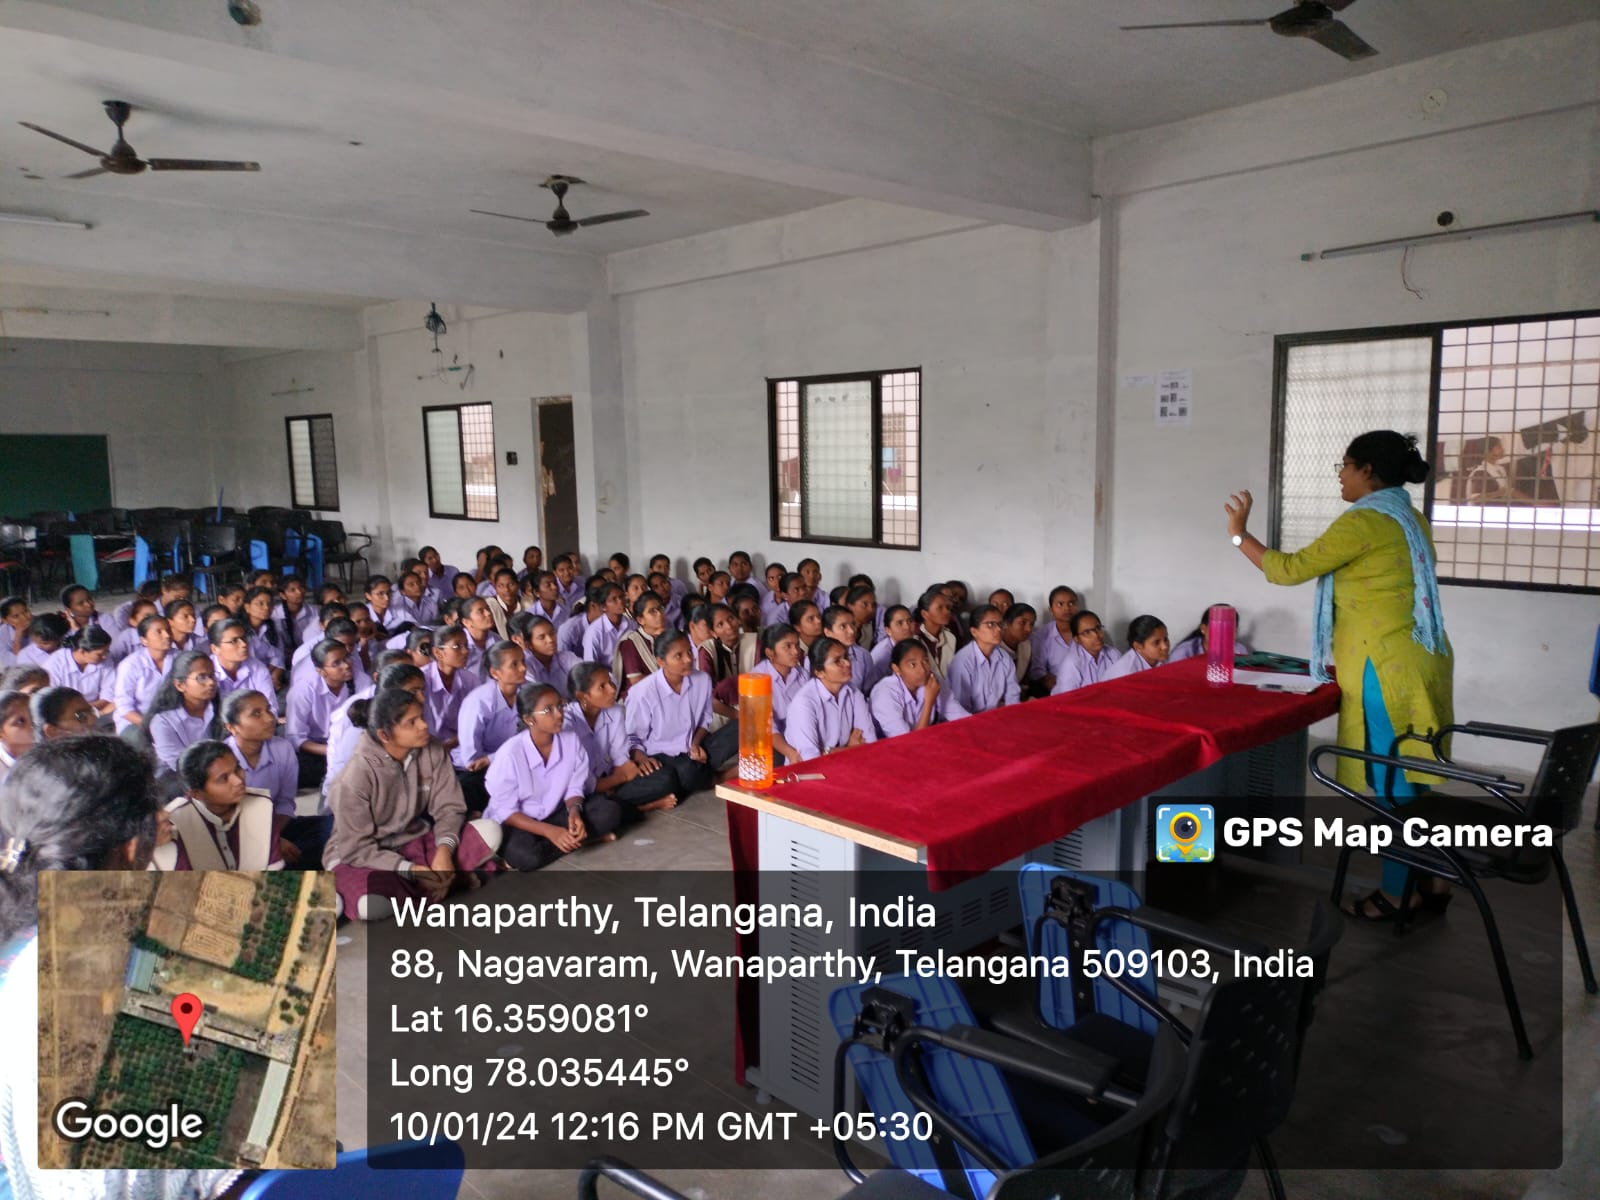 GPS Map Camera
Wanaparthy, Telangana, India
88, Nagavaram, Wanaparthy, Telangana 509103, India
Lat 16.359081°
Long 78.035445°
10/01/24 12:16 PM GMT +05:30
Google